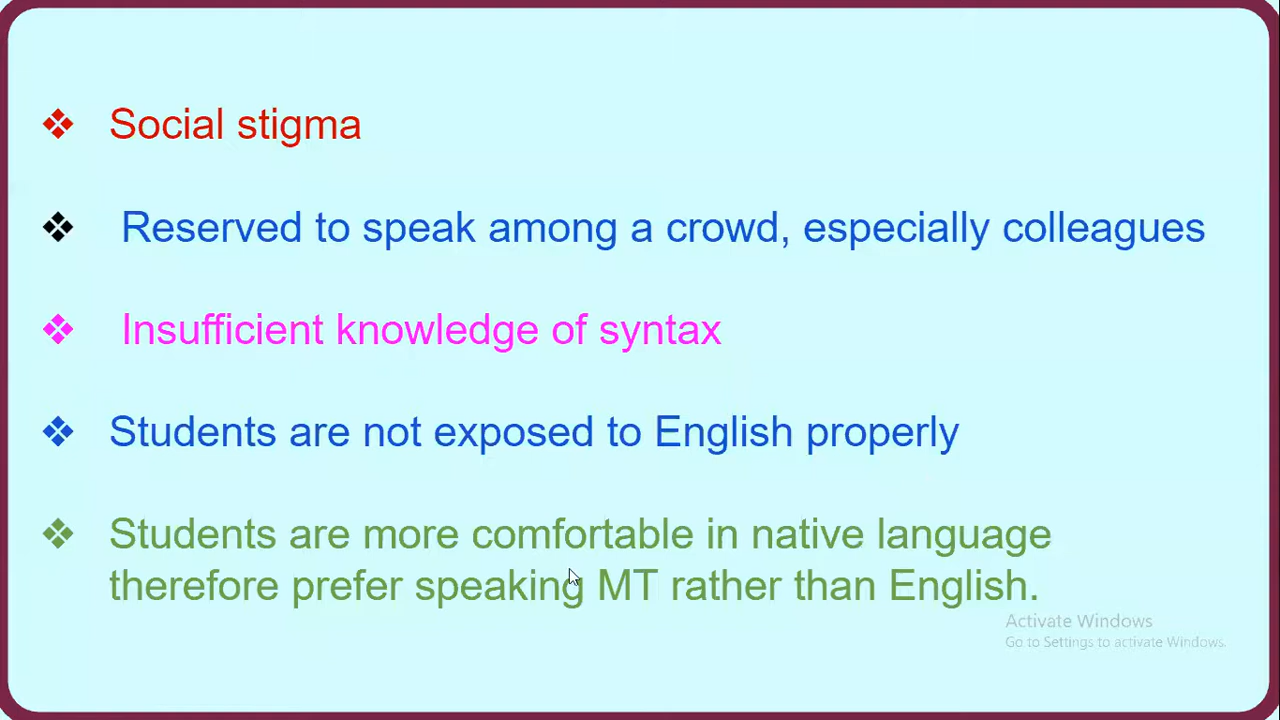 ❖ Social stigma
❖ Reserved to speak among a crowd, especially colleagues
❖ Insufficient knowledge of syntax
❖ Students are not exposed to English properly
❖ Students are more comfortable in native language
therefore prefer speaking MT rather than English.
Activate Windows
Go to Settings to activate Windows.